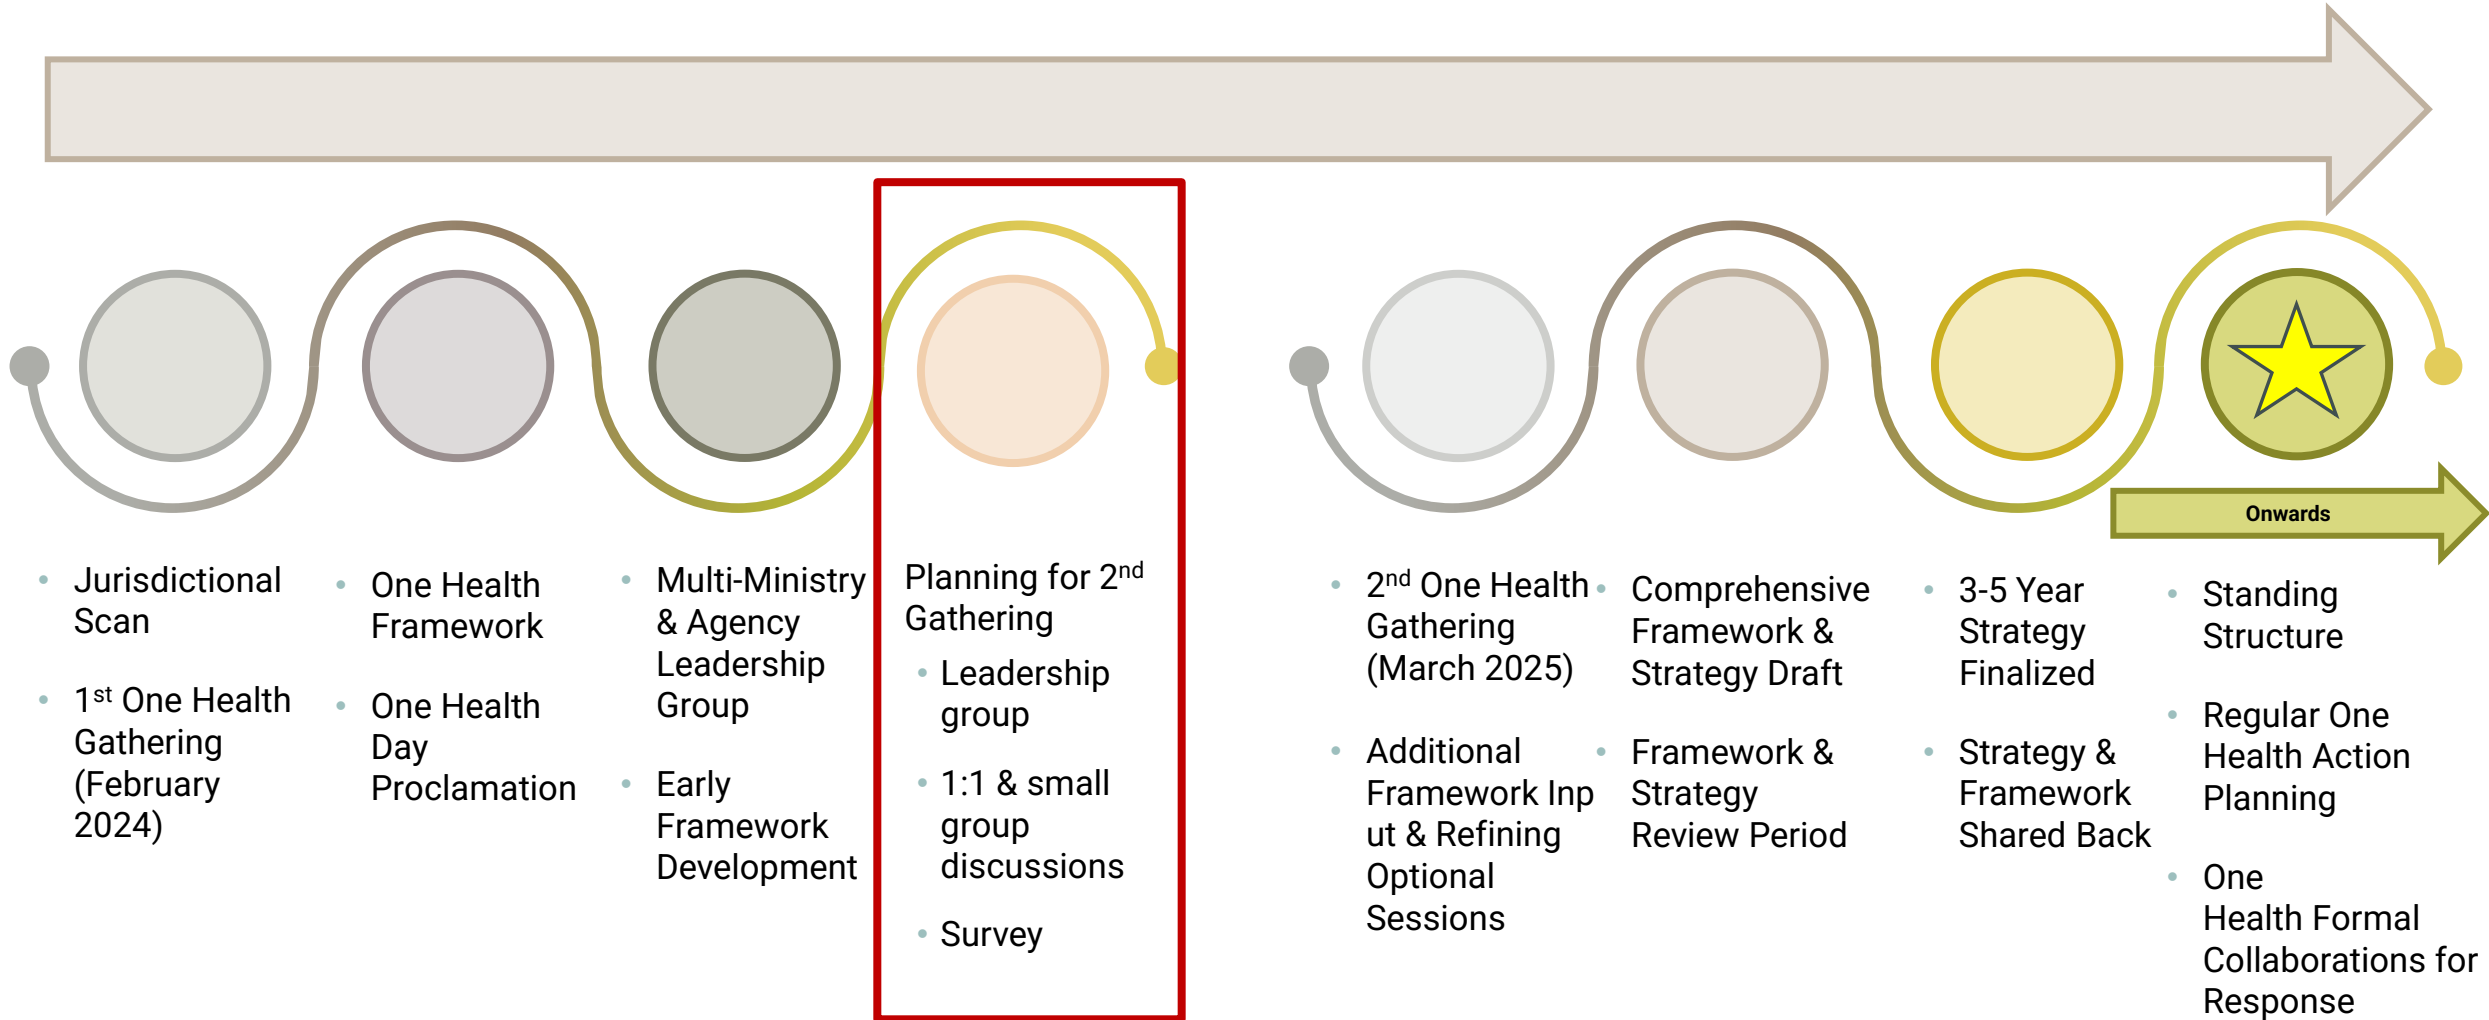 Onwards
Jurisdictional
Scan
1st One Health
Gathering
(February
2024)
One Health
Framework
One Health
Day
Proclamation
Multi-Ministry
& Agency
Leadership
Group
Early
Framework
Development
Planning for 2nd
Gathering
Leadership
group
1:1 & small
group
discussions
Survey
2nd One Health
Gathering
(March 2025)
Additional
Framework Inp
ut & Refining
Optional
Sessions
Comprehensive
Framework &
Strategy Draft
Framework &
Strategy
Review Period
3-5 Year
Strategy
Finalized
Strategy &
Framework
Shared Back
Standing
Structure
Regular One
Health Action
Planning
One
Health Formal
Collaborations for
Response